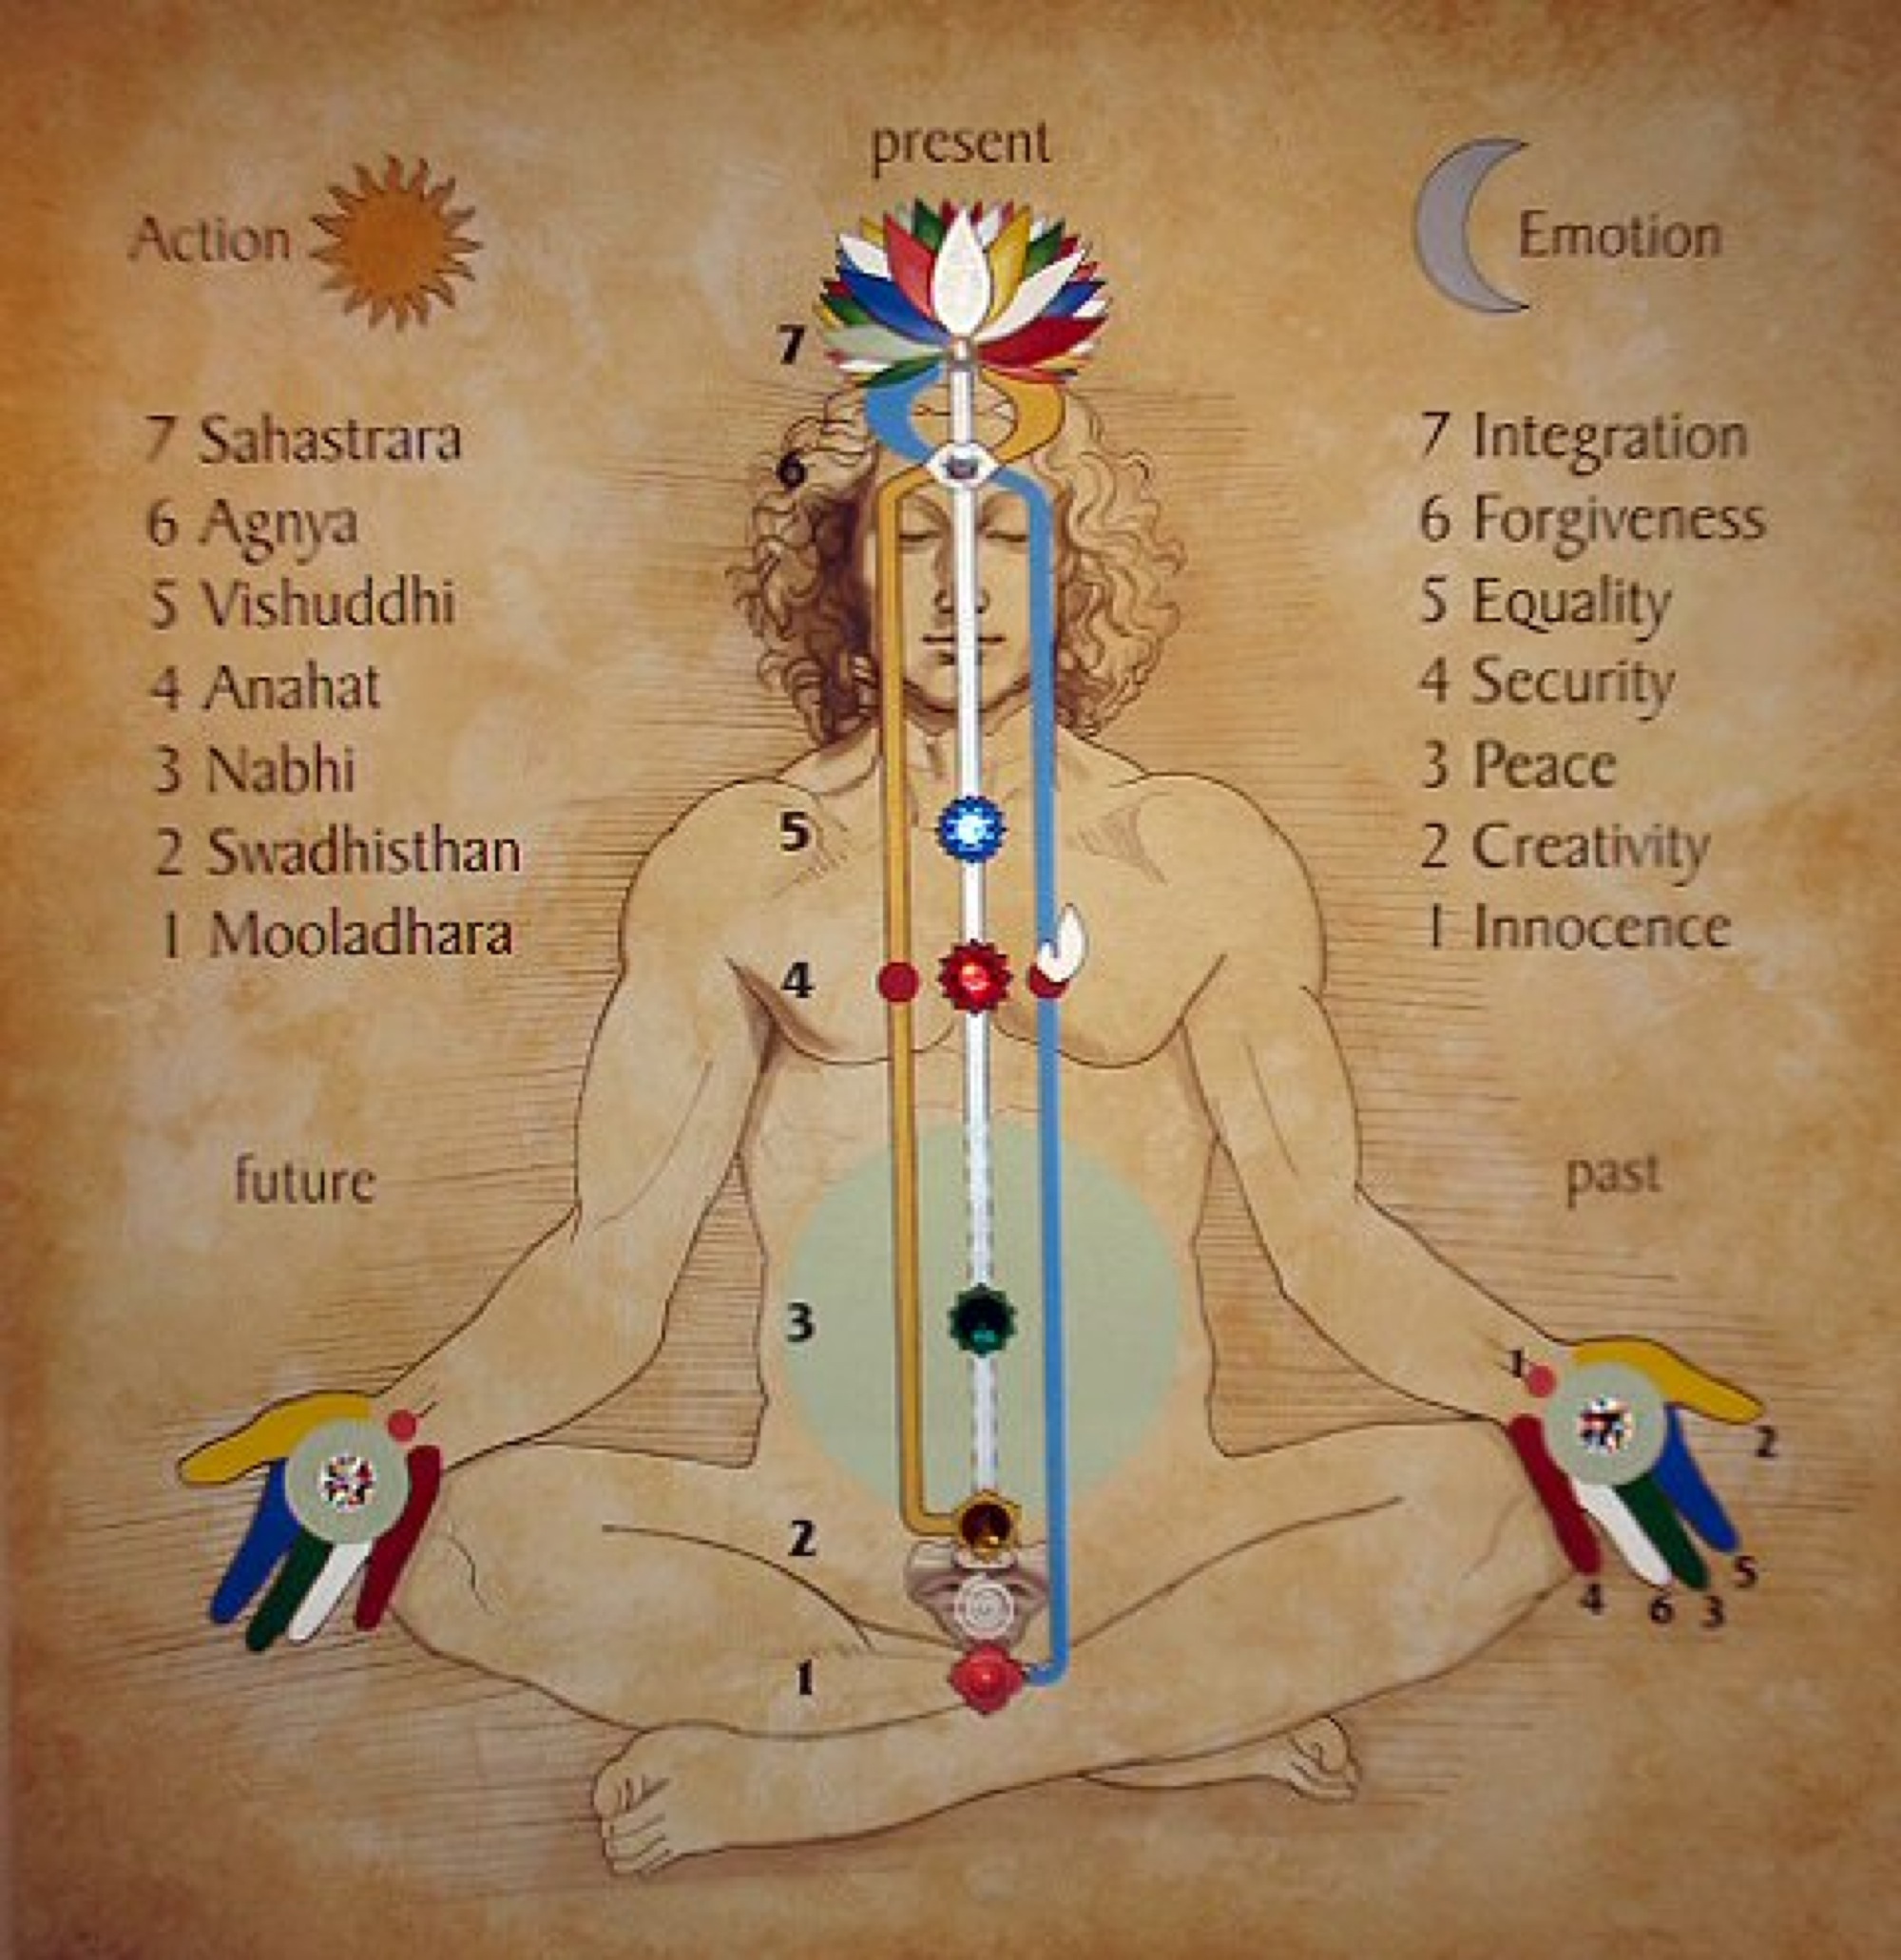 present
Action
Emotion
7
7 Sahastrara
6 Agnya
5 Vishuddhi
4 Anahat
3 Nabhi
2 Swadhisthan
1 Mooladhara
6
7 Integration
6 Forgiveness
5 Equality
4 Security
3 Peace
2 Creativity
1 Innocence
5
4
future
past
3
1
2
5
4
6
3
2
1